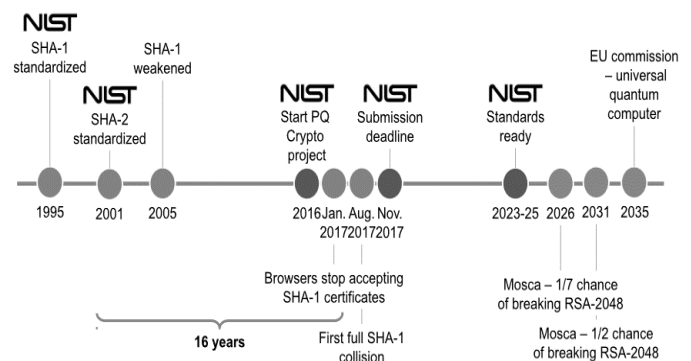 NIST
SHA-1
standardized
NIST
SHA-2
standardized
SHA-1
weakened
NIST
Start PQ
Crypto
project
NIST
Submission
deadline
NIST
Standards
ready
EU commission
– universal
quantum
computer
1995
2001
2005
2016
Jan.
2017
Aug.
2017
Nov.
2017
2023-25
2026
2031
2035
Browsers stop accepting
SHA-1 certificates
First full SHA-1
collision
16 years
Mosca – 1/7 chance
of breaking RSA-2048
Mosca – 1/2 chance
of breaking RSA-2048